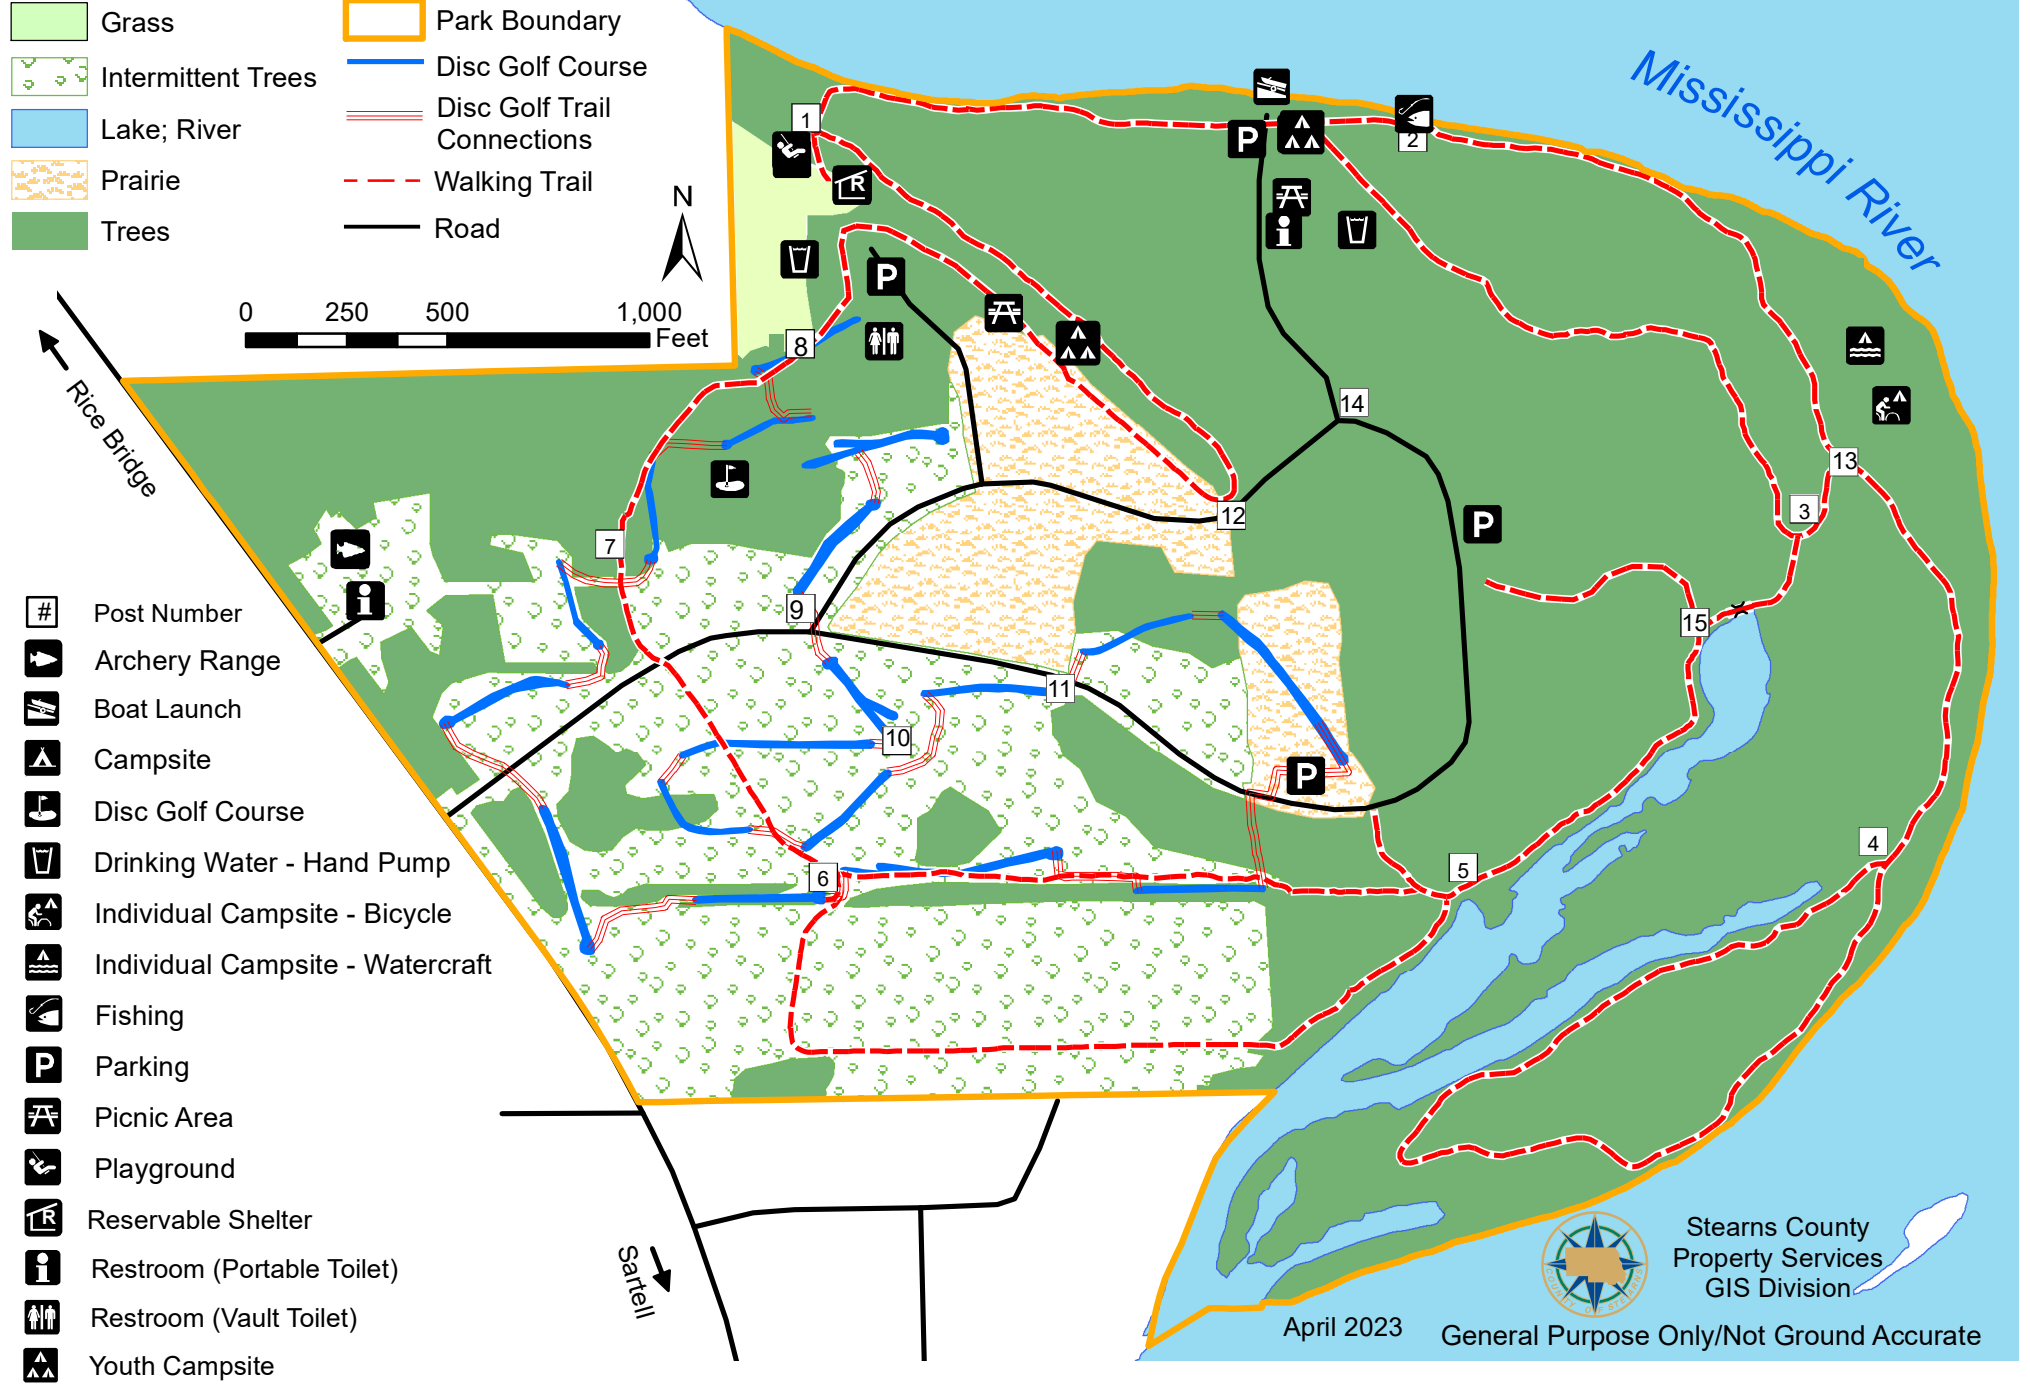 Grass
Intermittent Trees
Lake; River
Prairie
Trees
Park Boundary
Disc Golf Course
Disc Golf Trail
Connections
Walking Trail
Road
N
0 250 500 1,000
Feet
Mississippi River
Rice Bridge
1
P
2
P
8
14
13
3
P
12
7
9
15
11
10
P
4
5
6
# Post Number
Archery Range
Boat Launch
Campsite
Disc Golf Course
Drinking Water - Hand Pump
Individual Campsite - Bicycle
Individual Campsite - Watercraft
Fishing
P Parking
Picnic Area
Playground
R Reservable Shelter
Restroom (Portable Toilet)
Restroom (Vault Toilet)
Youth Campsite
Sartell
Stearns County
Property Services
GIS Division
COUNTY OF STEARNS
April 2023
General Purpose Only/Not Ground Accurate